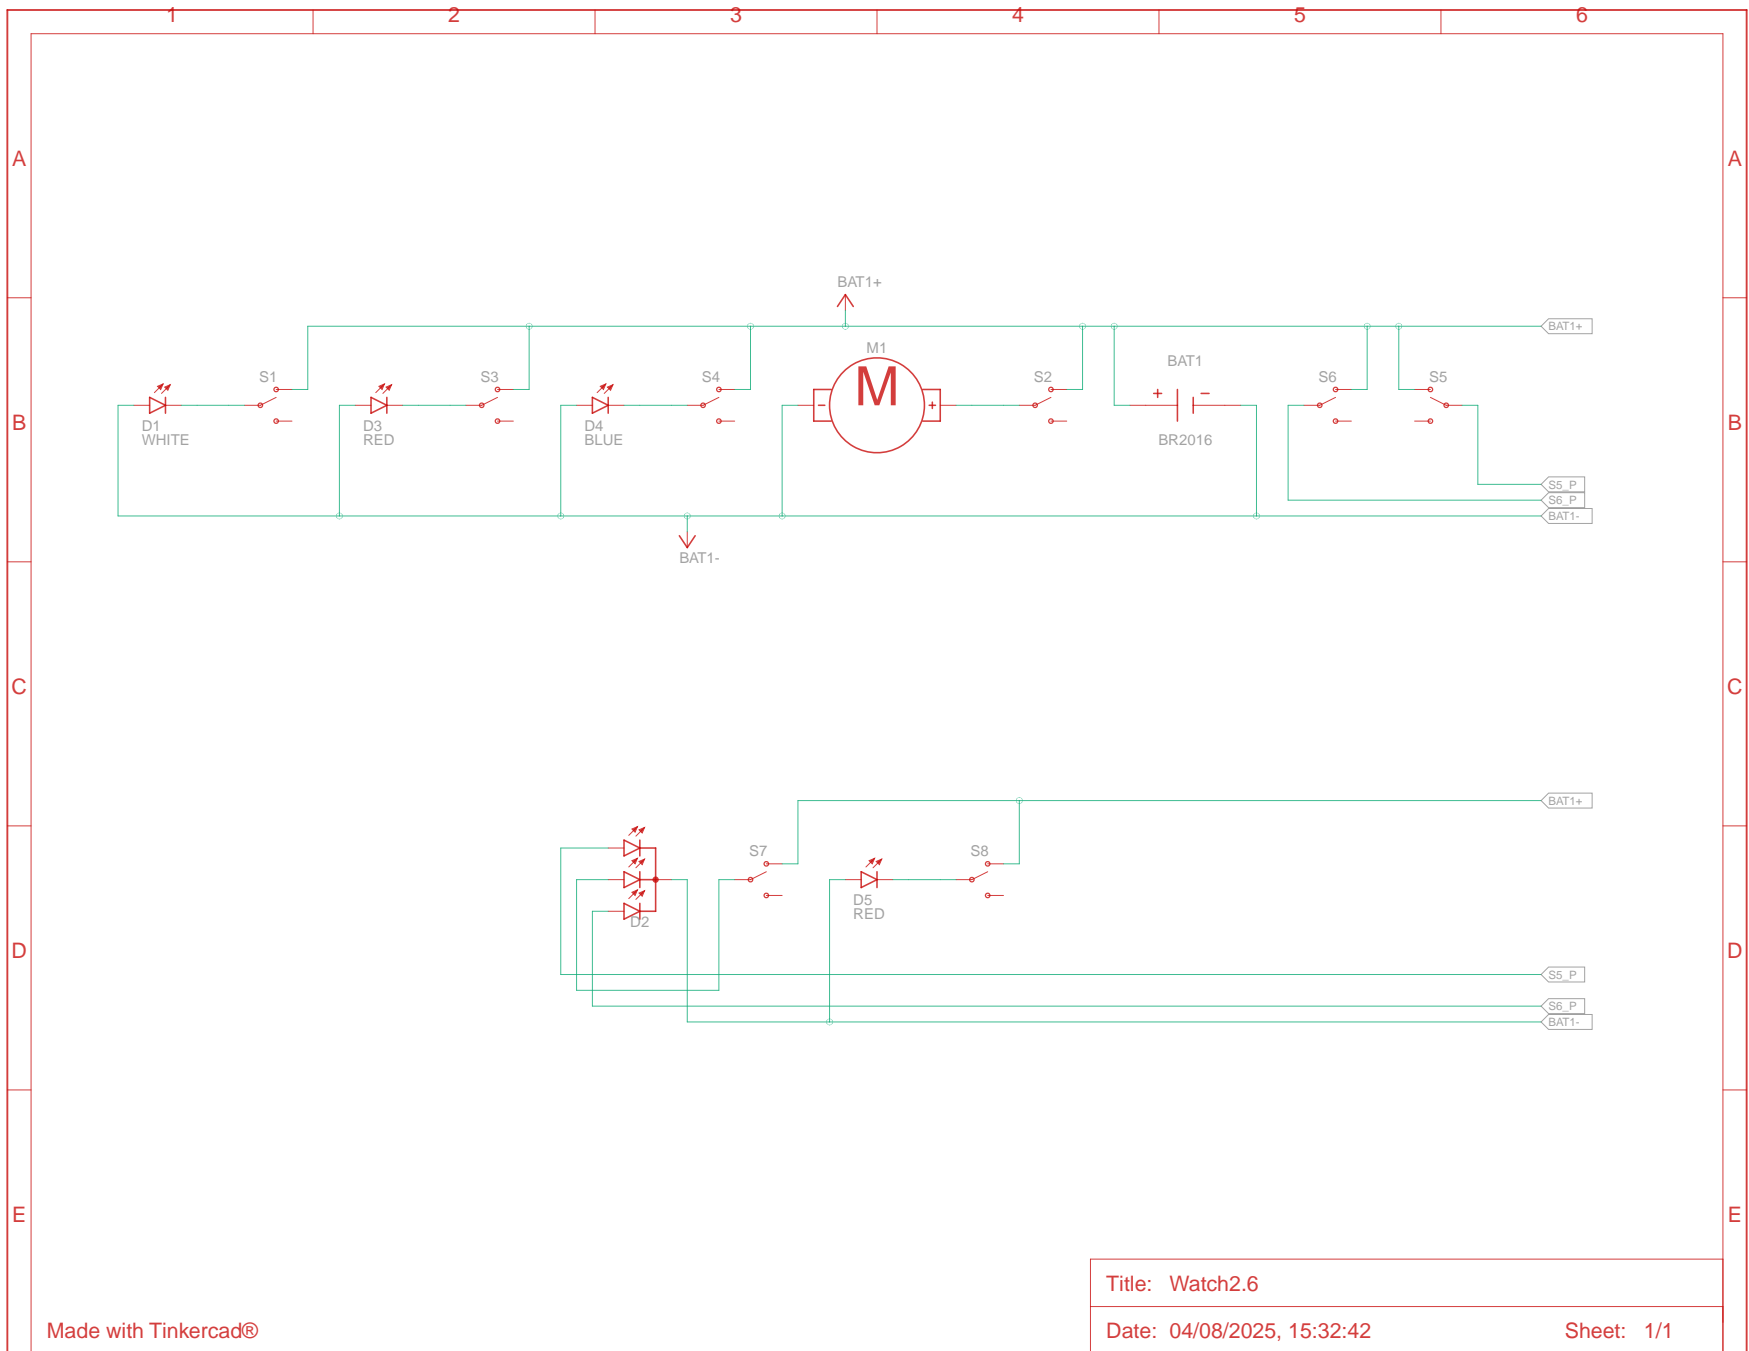 1 2 3 4 5 6
A A
BAT1+
BAT1+
M1
BAT1
S1 S3 S4 M S2 S6 S5
+ -
- +
B B
D1 D3 D4
WHITE RED BLUE BR2016
S5_P
S6_P
BAT1-
BAT1-
C C
BAT1+
S7 S8
D5
RED
D2
D D
S5_P
S6_P
BAT1-
E E
Title: Watch2.6
Made with Tinkercad®
Date: 04/08/2025, 15:32:42 Sheet: 1/1